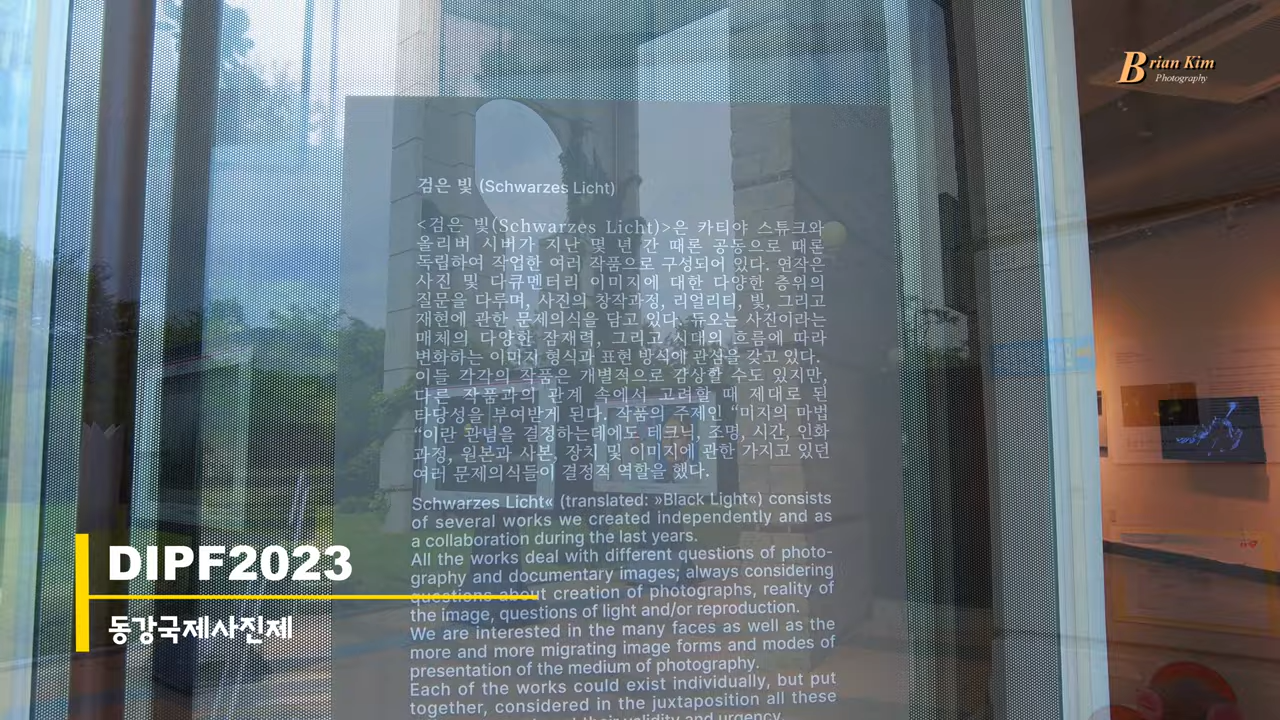 Brian Kim
Photography
검은 빛 (Schwarzes Licht)
<검은 빛(Schwarzes Licht)>은 카티야 스튜크와
올리버 시버가 지난 몇 년 간 때론 공동으로 때론
독립하여 작업한 여러 작품으로 구성되어 있다. 연작은
사진 및 다큐멘터리 이미지에 대한 다양한 층위의
질문을 다루며, 사진의 창작과정, 리얼리티, 빛, 그리고
재현에 관한 문제의식을 담고 있다. 듀오는 사진이라는
매체의 다양한 잠재력, 그리고 시대의 흐름에 따라
변화하는 이미지 형식과 표현 방식에 관심을 갖고 있다.
이들 각각의 작품은 개별적으로 감상할 수도 있지만,
다른 작품과의 관계 속에서 고려할 때 제대로 된
타당성을 부여받게 된다. 작품의 주제인 “미지의 마법
“이란 관념을 결정하는데에도 테크닉, 조명, 시간, 인화
과정, 원본과 사본, 장치 및 이미지에 관한 가지고 있던
여러 문제의식들이 결정적 역할을 했다.
Schwarzes Licht« (translated: »Black Light«) consists
of several works we created independently and as
a collaboration during the last years.
All the works deal with different questions of photo-
graphy and documentary images; always considering
questions about creation of photographs, reality of
the image, questions of light and/or reproduction.
We are interested in the many faces as well as the
more and more migrating image forms and modes of
presentation of the medium of photography.
Each of the works could exist individually, but put
together, considered in the juxtaposition all these
their validity and urgency.
DIPF2023
동강국제사진제